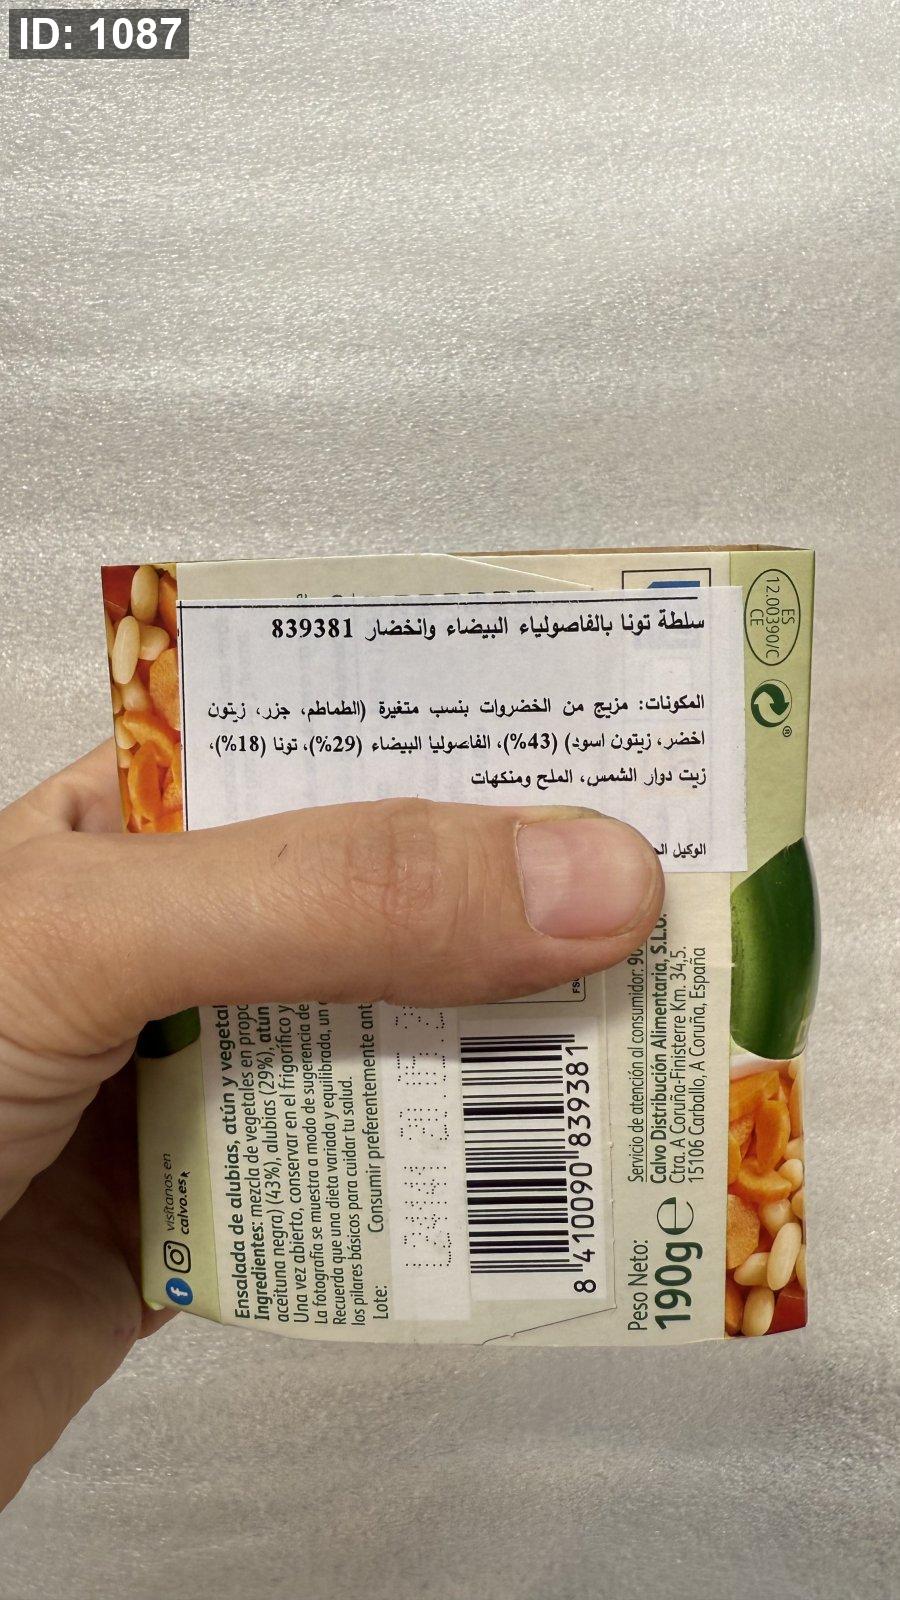 ID: 1087
سلطة تونا بالفاصولياء البيضاء وانخضار 839381
المكونات: مزيج من الخضروات بنسب متغيرة (الطماطم، جزر، زيتون
اخضر، زيتون اسود) (43%)، الفاصوليا البيضاء (29%)، تونا (18%)،
زيت دوار الشمس، الملح ومنكهات
الوكيل
ES
12.00390/C
CE
visítanos en
calvo.es
Ensalada de alubias, atún y vegetal
Ingredientes: mezcla de vegetales en propo
aceituna negra) (43%), alubias (29%), atún
Una vez abierto, conservar en el frigorífico y
La fotografía se muestra a modo de sugerencia de
Recuerda que una dieta variada y equilibrada, un
los pilares básicos para cuidar tu salud.
Lote: Consumir preferentemente ant
8 410090 839381
Peso Neto:
190g e
Servicio de atención al consumidor: 90
Calvo Distribución Alimentaria, S.L.U.
Ctra. A Coruña-Finisterre Km. 34,5.
15106 Carballo, A Coruña, España